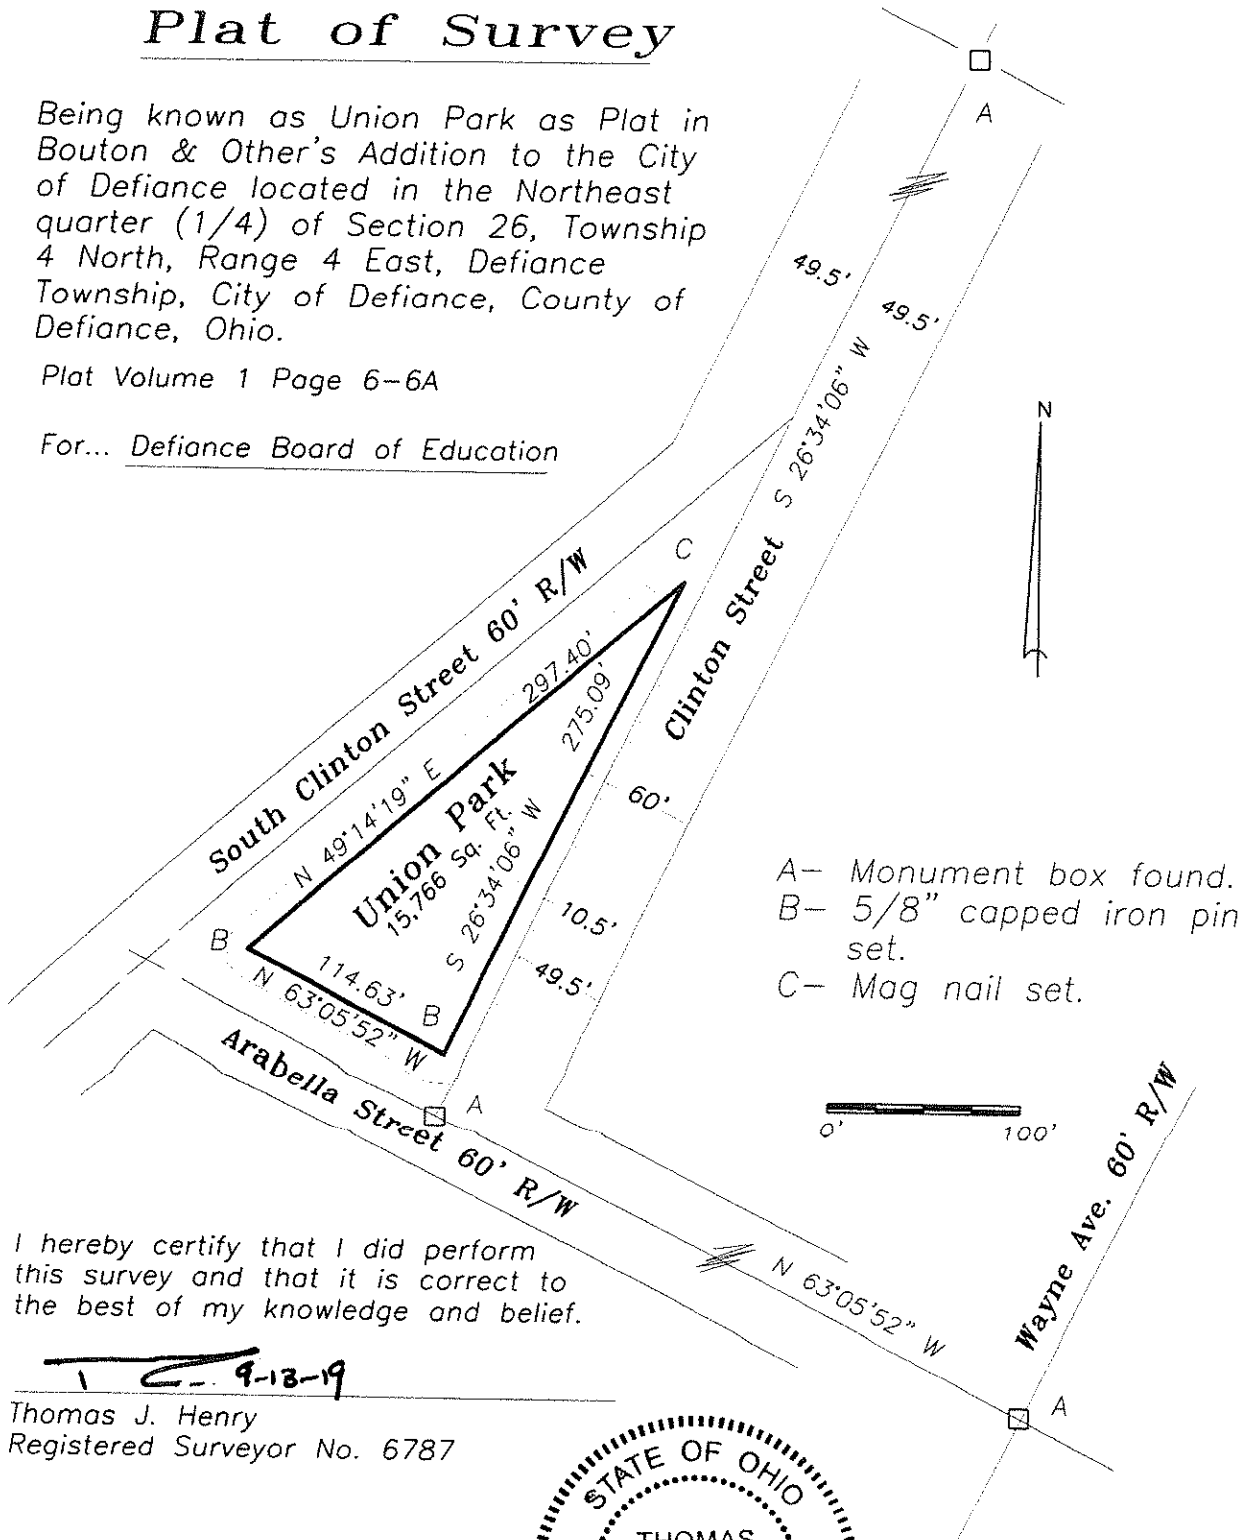 Plat of Survey
Being known as Union Park as Plat in
Bouton & Other's Addition to the City
of Defiance located in the Northeast
quarter (1/4) of Section 26, Township
4 North, Range 4 East, Defiance
Township, City of Defiance, County of
Defiance, Ohio.
Plat Volume 1 Page 6-6A
For... Defiance Board of Education
A
49.5'
49.5'
S 26°34'06" W
N
C
South Clinton Street 60' R/W
Clinton Street
297.40'
275.09'
N 49°14'19" E
Union Park
15,766 Sq. Ft.
S 26°34'06" W
60'
10.5'
49.5'
B
114.63'
B
N 63°05'52" W
A- Monument box found.
B- 5/8" capped iron pin
set.
C- Mag nail set.
Arabella Street 60' R/W
A
0'
100'
Wayne Ave. 60' R/W
N 63°05'52" W
A
I hereby certify that I did perform
this survey and that it is correct to
the best of my knowledge and belief.
9-13-19
Thomas J. Henry
Registered Surveyor No. 6787
STATE OF OHIO
THOMAS